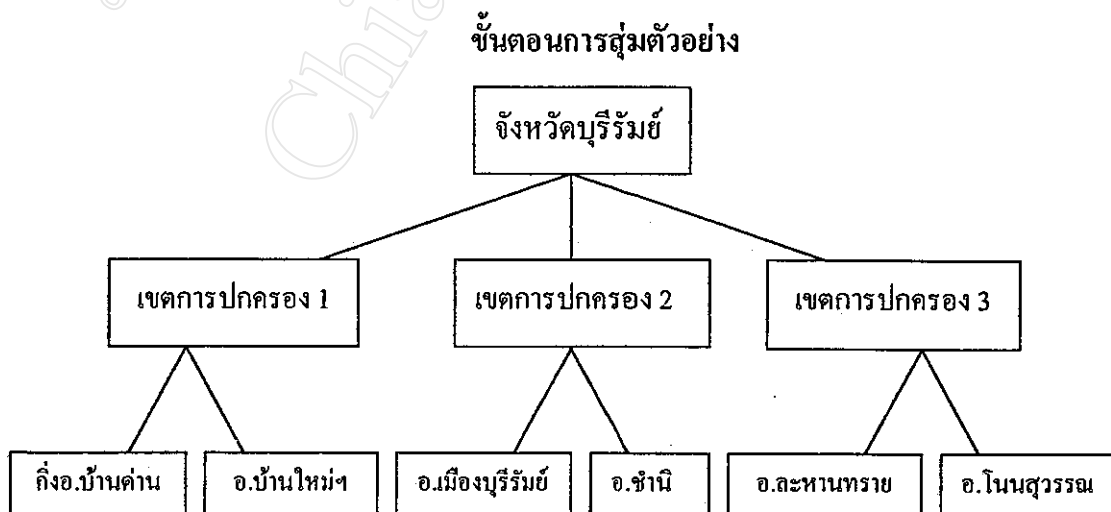 ขั้นตอนการสุ่มตัวอย่าง
จังหวัดบุรีรัมย์
เขตการปกครอง 1
เขตการปกครอง 2
เขตการปกครอง 3
กิ่งอ.บ้านด่าน
อ.บ้านใหม่ฯ
อ.เมืองบุรีรัมย์
อ.ชำนิ
อ.ละหานทราย
อ.โนนสุวรรณ